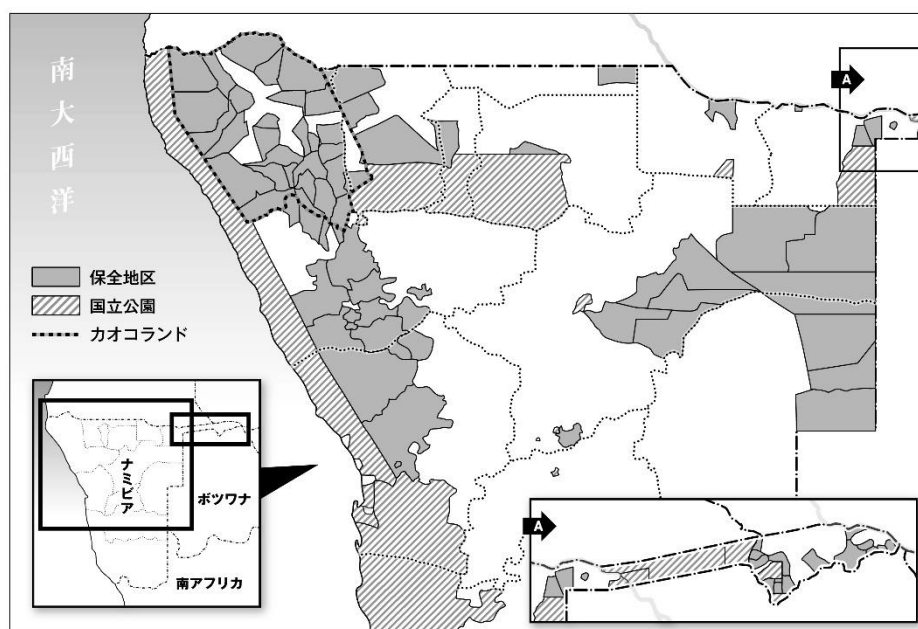 南大西洋
A
保全地区
国立公園
カオコランド
ナミビア
ボツワナ
南アフリカ
A